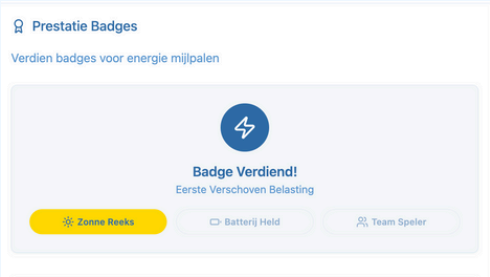 Prestatie Badges
Verdien badges voor energie mijlpalen
Badge Verdiend!
Eerste Verschoven Belasting
Zonne Reeks
Batterij Held
Team Speler